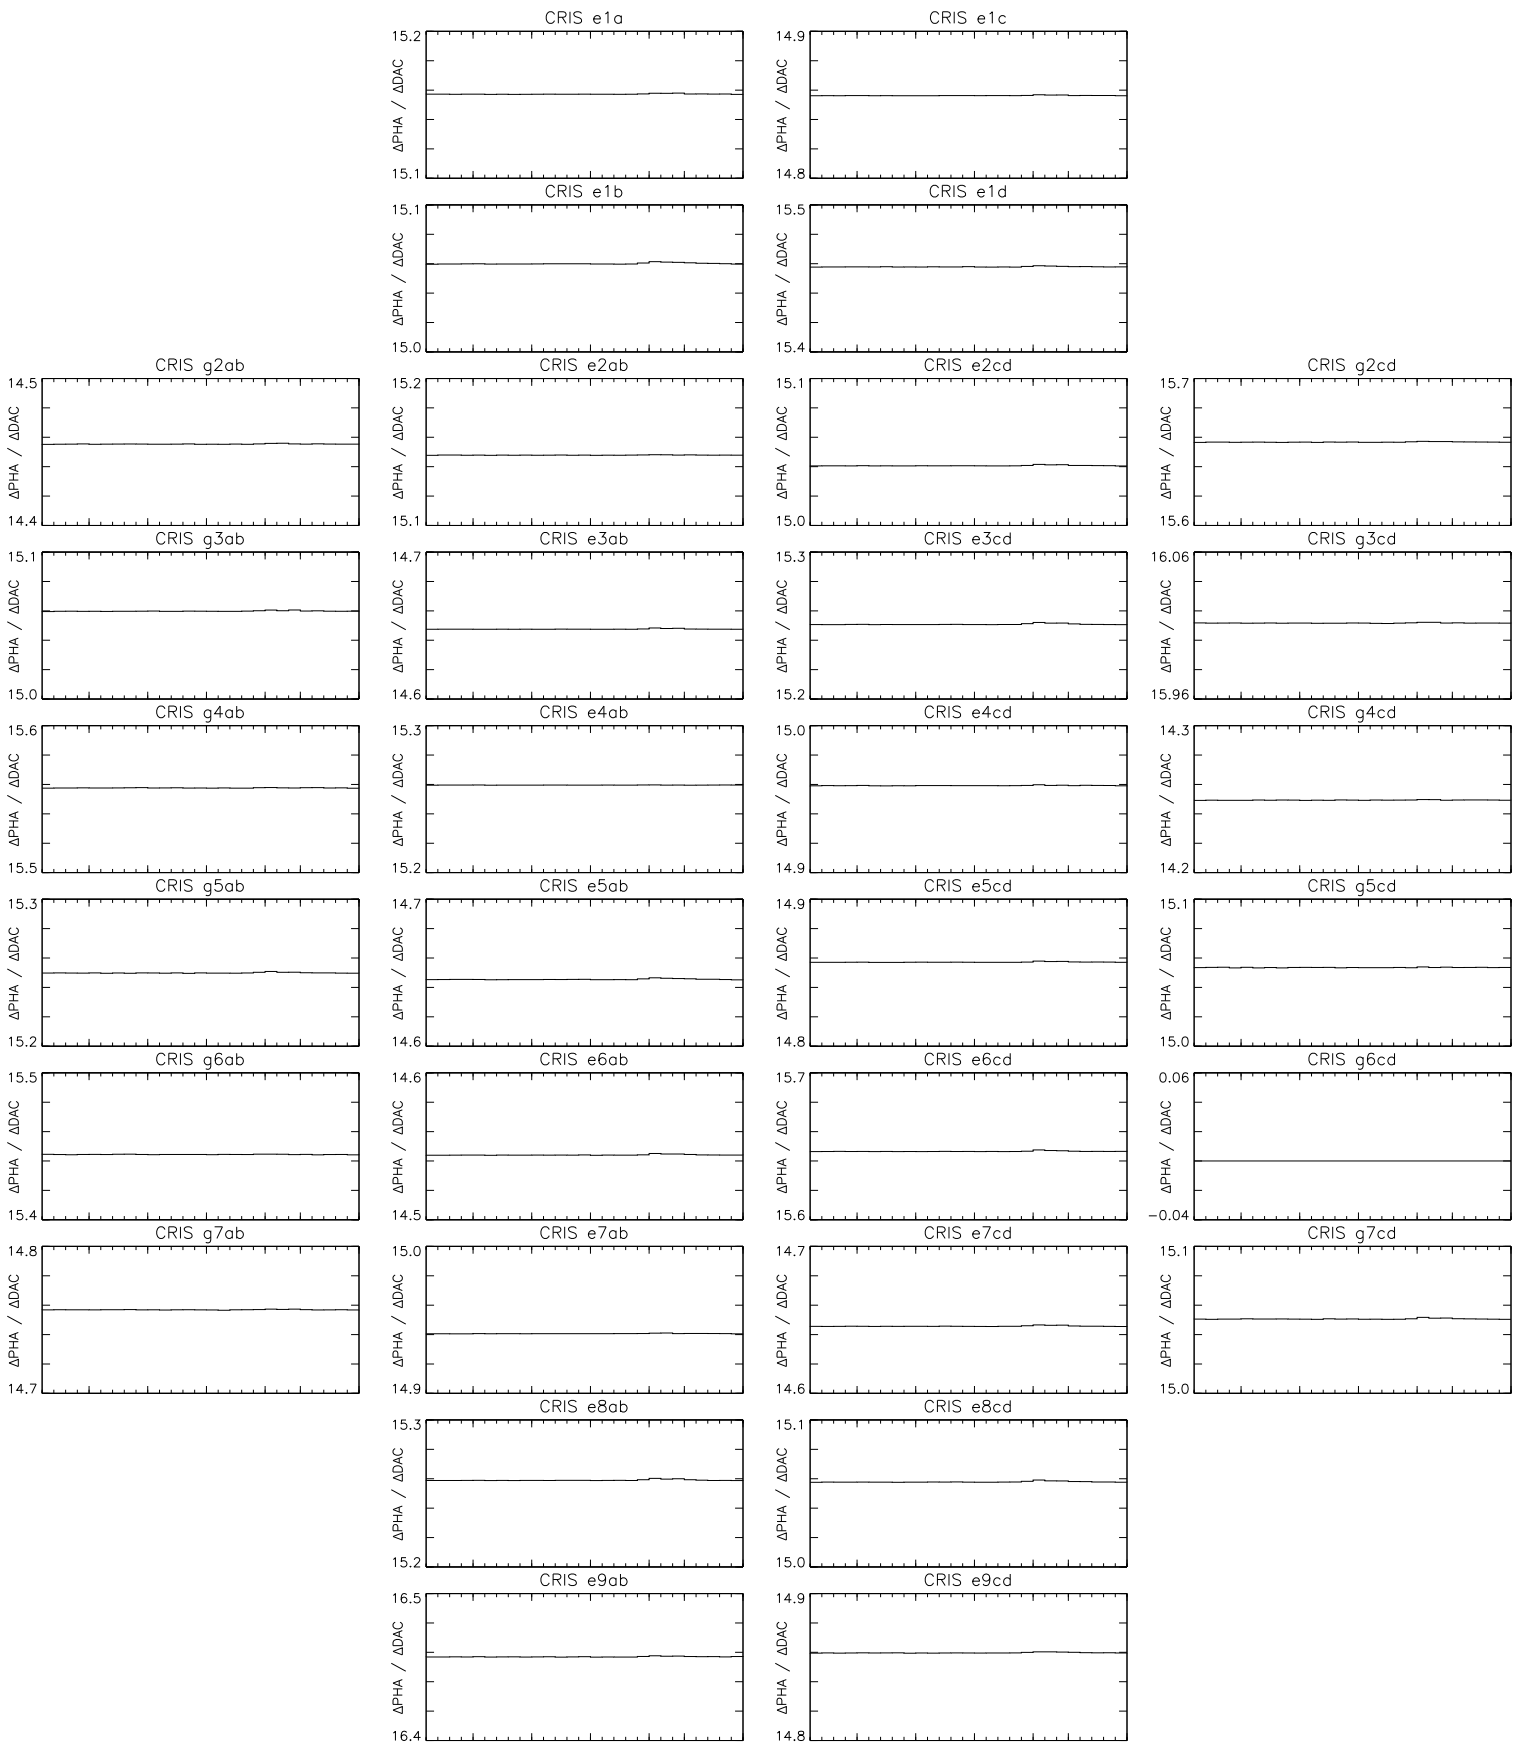 CRIS e1a
15.2
ΔPHA / ΔDAC
15.1
CRIS e1c
14.9
ΔPHA / ΔDAC
14.8
CRIS e1b
15.1
ΔPHA / ΔDAC
15.0
CRIS e1d
15.5
ΔPHA / ΔDAC
15.4
CRIS g2ab
14.5
ΔPHA / ΔDAC
14.4
CRIS e2ab
15.2
ΔPHA / ΔDAC
15.1
CRIS e2cd
15.1
ΔPHA / ΔDAC
15.0
CRIS g2cd
15.7
ΔPHA / ΔDAC
15.6
CRIS g3ab
15.1
ΔPHA / ΔDAC
15.0
CRIS e3ab
14.7
ΔPHA / ΔDAC
14.6
CRIS e3cd
15.3
ΔPHA / ΔDAC
15.2
CRIS g3cd
16.06
ΔPHA / ΔDAC
15.96
CRIS g4ab
15.6
ΔPHA / ΔDAC
15.5
CRIS e4ab
15.3
ΔPHA / ΔDAC
15.2
CRIS e4cd
15.0
ΔPHA / ΔDAC
14.9
CRIS g4cd
14.3
ΔPHA / ΔDAC
14.2
CRIS g5ab
15.3
ΔPHA / ΔDAC
15.2
CRIS e5ab
14.7
ΔPHA / ΔDAC
14.6
CRIS e5cd
14.9
ΔPHA / ΔDAC
14.8
CRIS g5cd
15.1
ΔPHA / ΔDAC
15.0
CRIS g6ab
15.5
ΔPHA / ΔDAC
15.4
CRIS e6ab
14.6
ΔPHA / ΔDAC
14.5
CRIS e6cd
15.7
ΔPHA / ΔDAC
15.6
CRIS g6cd
0.06
ΔPHA / ΔDAC
−0.04
CRIS g7ab
14.8
ΔPHA / ΔDAC
14.7
CRIS e7ab
15.0
ΔPHA / ΔDAC
14.9
CRIS e7cd
14.7
ΔPHA / ΔDAC
14.6
CRIS g7cd
15.1
ΔPHA / ΔDAC
15.0
CRIS e8ab
15.3
ΔPHA / ΔDAC
15.2
CRIS e8cd
15.1
ΔPHA / ΔDAC
15.0
CRIS e9ab
16.5
ΔPHA / ΔDAC
16.4
CRIS e9cd
14.9
ΔPHA / ΔDAC
14.8